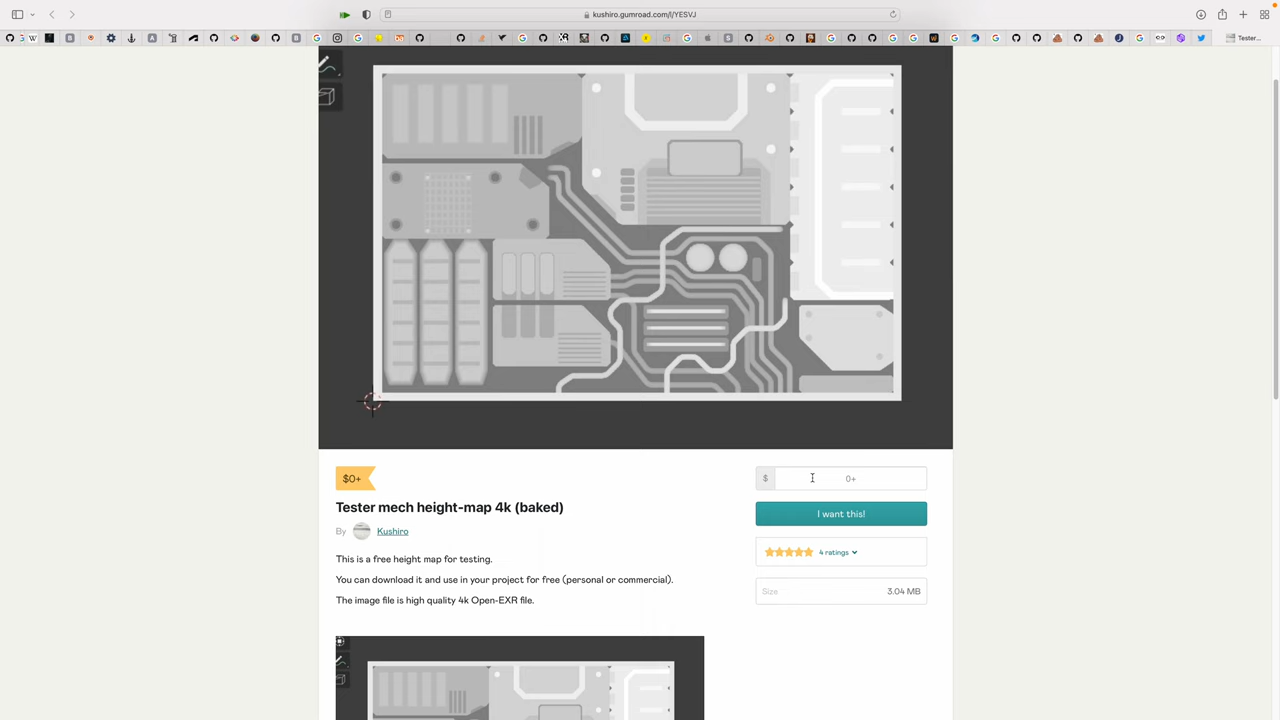 kushiro.gumroad.com/l/YESVJ
Tester...
$0+
$ 0+
Tester mech height-map 4k (baked)
I want this!
By Kushiro
4 ratings
This is a free height map for testing.
You can download it and use in your project for free (personal or commercial).
Size 3.04 MB
The image file is high quality 4k Open-EXR file.